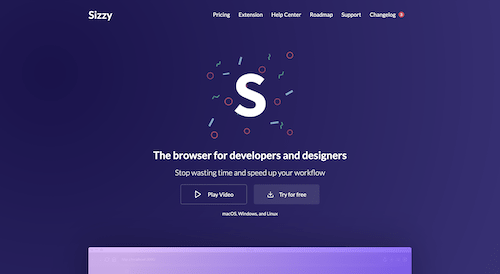 Sizzy
Pricing Extension Help Center Roadmap Support Changelog
S
The browser for developers and designers
Stop wasting time and speed up your workflow
Play Video Try for free
macOS, Windows, and Linux